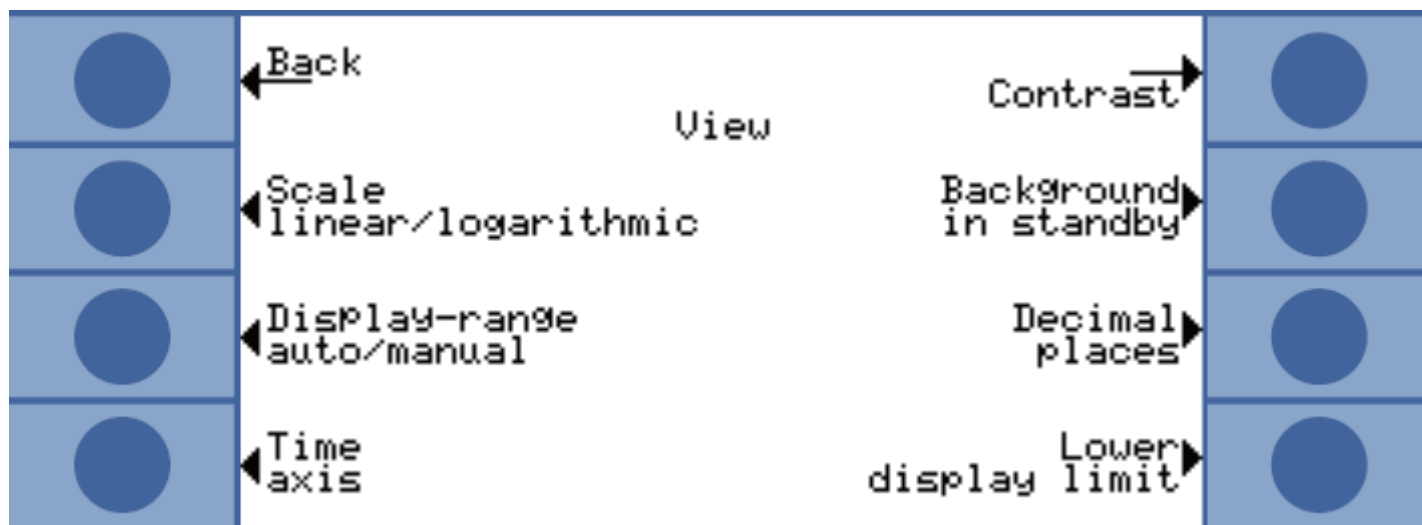 Back
Contrast
View
Scale
linear/logarithmic
Background
in standby
Display-range
auto/manual
Decimal
places
Time
axis
Lower
display limit